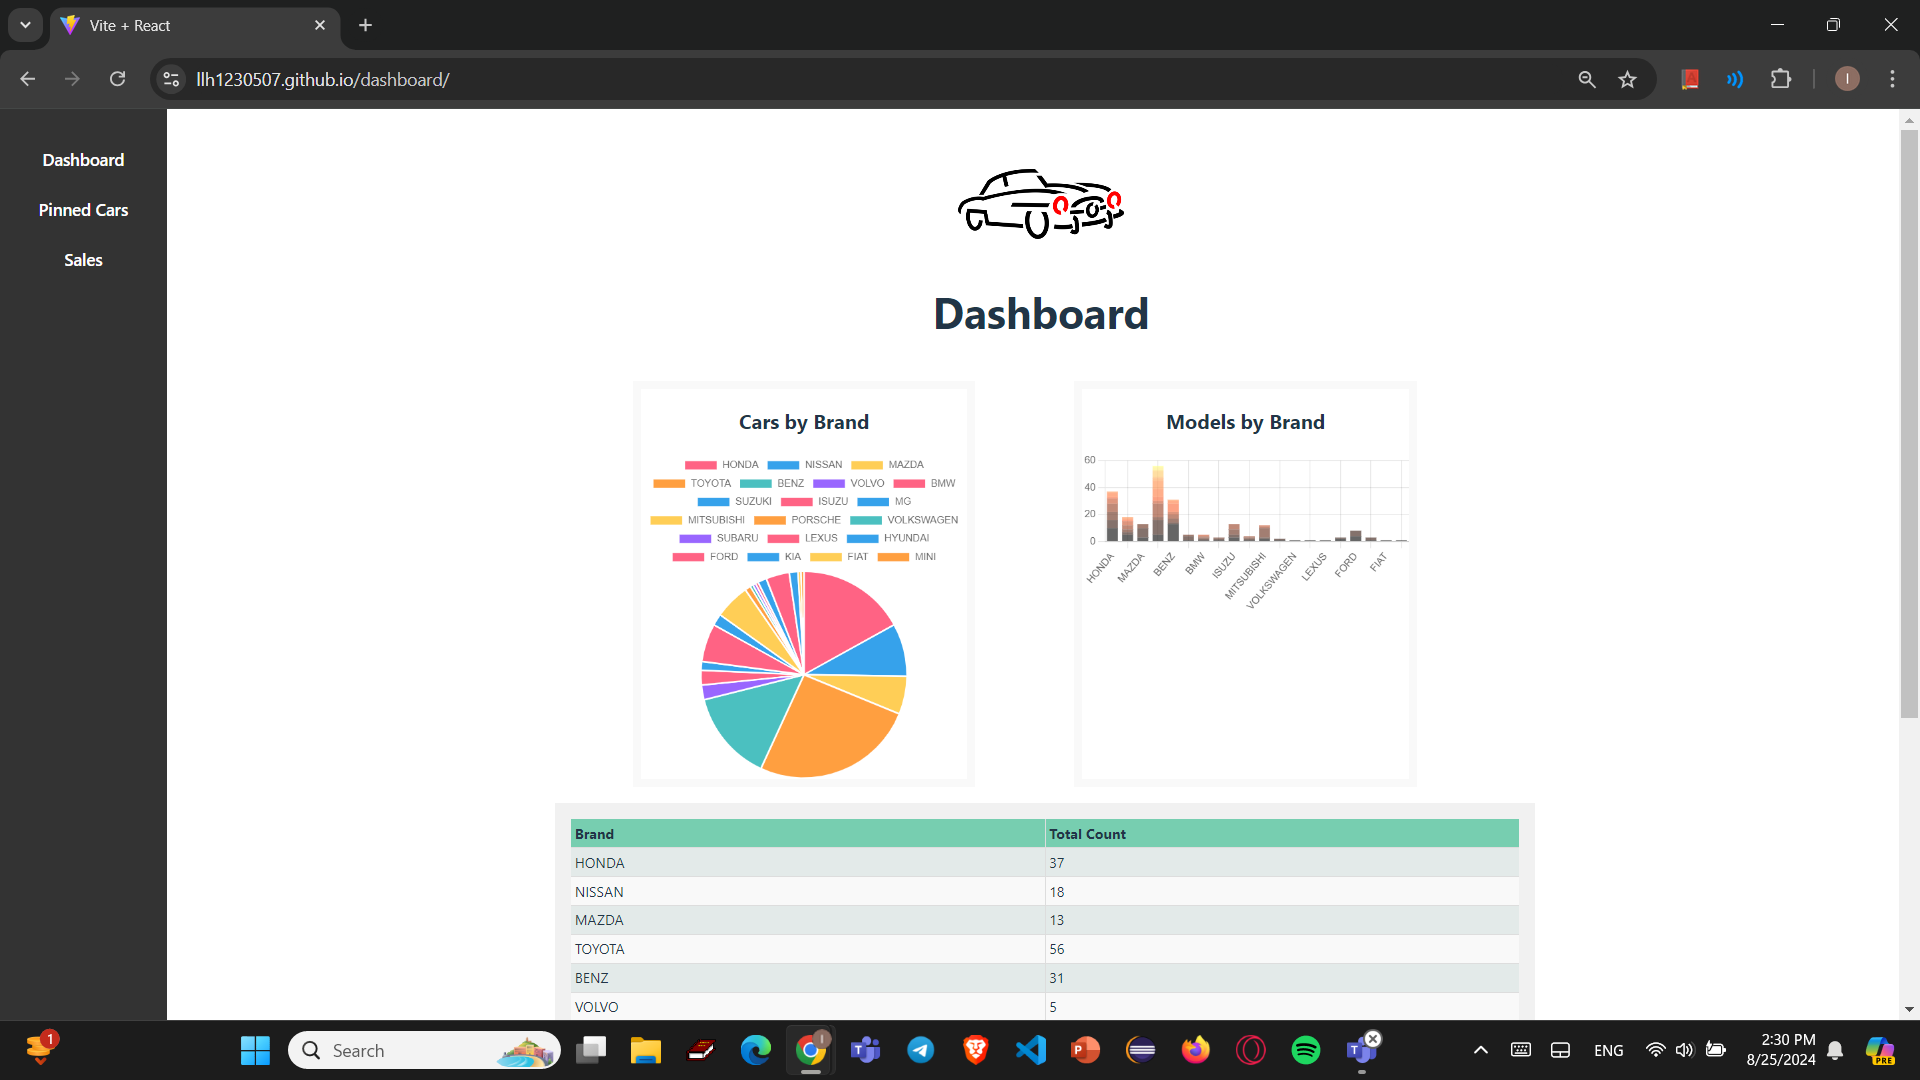 Vite + React
llh1230507.github.io/dashboard/
Dashboard
Pinned Cars
Sales
Dashboard
Cars by Brand
HONDA NISSAN MAZDA
TOYOTA BENZ VOLVO BMW
SUZUKI ISUZU MG
MITSUBISHI PORSCHE VOLKSWAGEN
SUBARU LEXUS HYUNDAI
FORD KIA FIAT MINI
Models by Brand
60
40
20
0
HONDA MAZDA BENZ BMW ISUZU MITSUBISHI VOLKSWAGEN LEXUS FORD FIAT
Brand Total Count
HONDA 37
NISSAN 18
MAZDA 13
TOYOTA 56
BENZ 31
VOLVO 5
1
Search
ENG
2:30 PM
8/25/2024
PRE